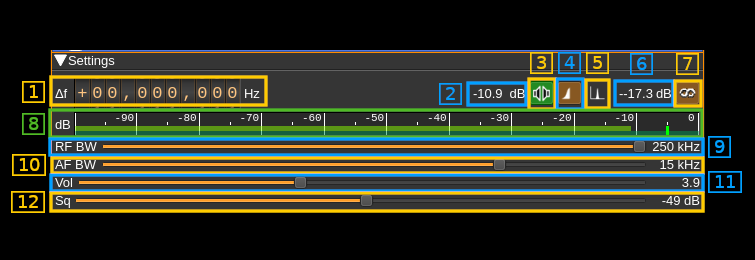 Settings
3 4 5 6 7
1 Δf +00,000,000 Hz 2 -10.9 dB --17.3 dB
8 dB -90 -80 -70 -60 -50 -40 -30 -20 -10 0
RF BW 250 kHz 9
10 AF BW 15 kHz
Vol 3.9 11
12 Sq -49 dB